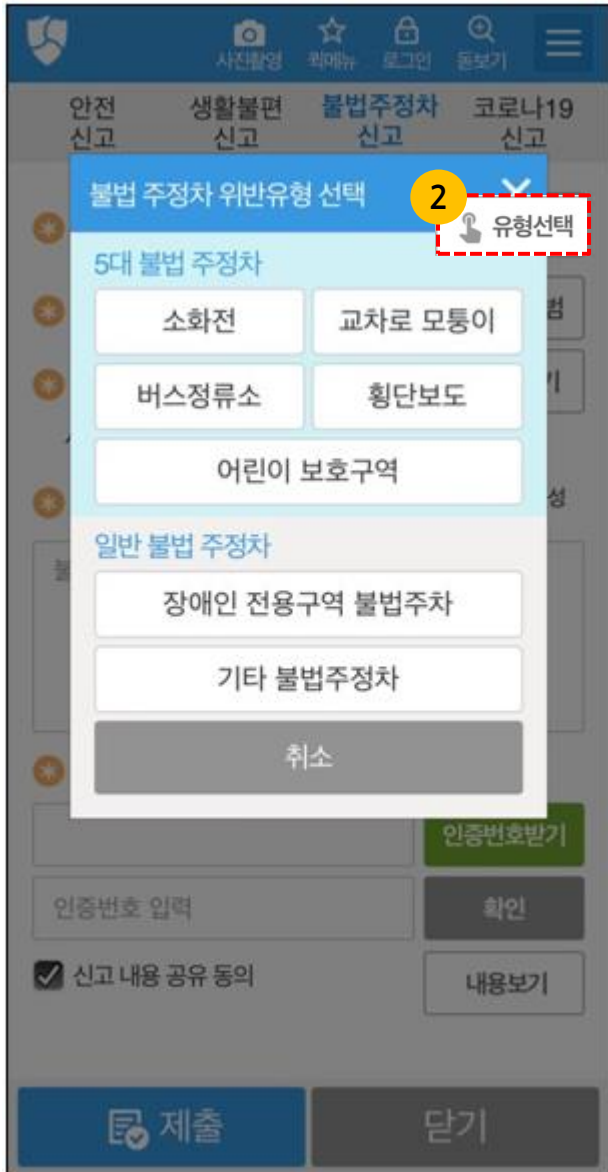 사진촬영 퀵메뉴 로그인 돋보기
안전 생활불편 불법주정차 코로나19
신고 신고 신고 신고
불법 주정차 위반유형 선택
2
유형선택
5대 불법 주정차
소화전 교차로 모퉁이
범
버스정류소 횡단보도
기
어린이 보호구역
성
일반 불법 주정차
불
장애인 전용구역 불법주차
기타 불법주정차
취소
인증번호받기
인증번호 입력 확인
신고 내용 공유 동의 내용보기
제출 닫기